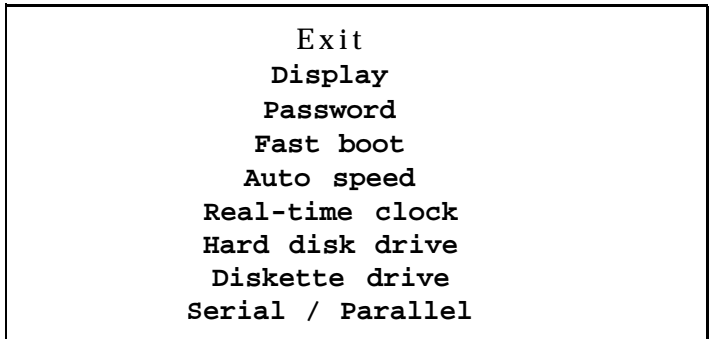 Exit
Display
Password
Fast boot
Auto speed
Real-time clock
Hard disk drive
Diskette drive
Serial / Parallel